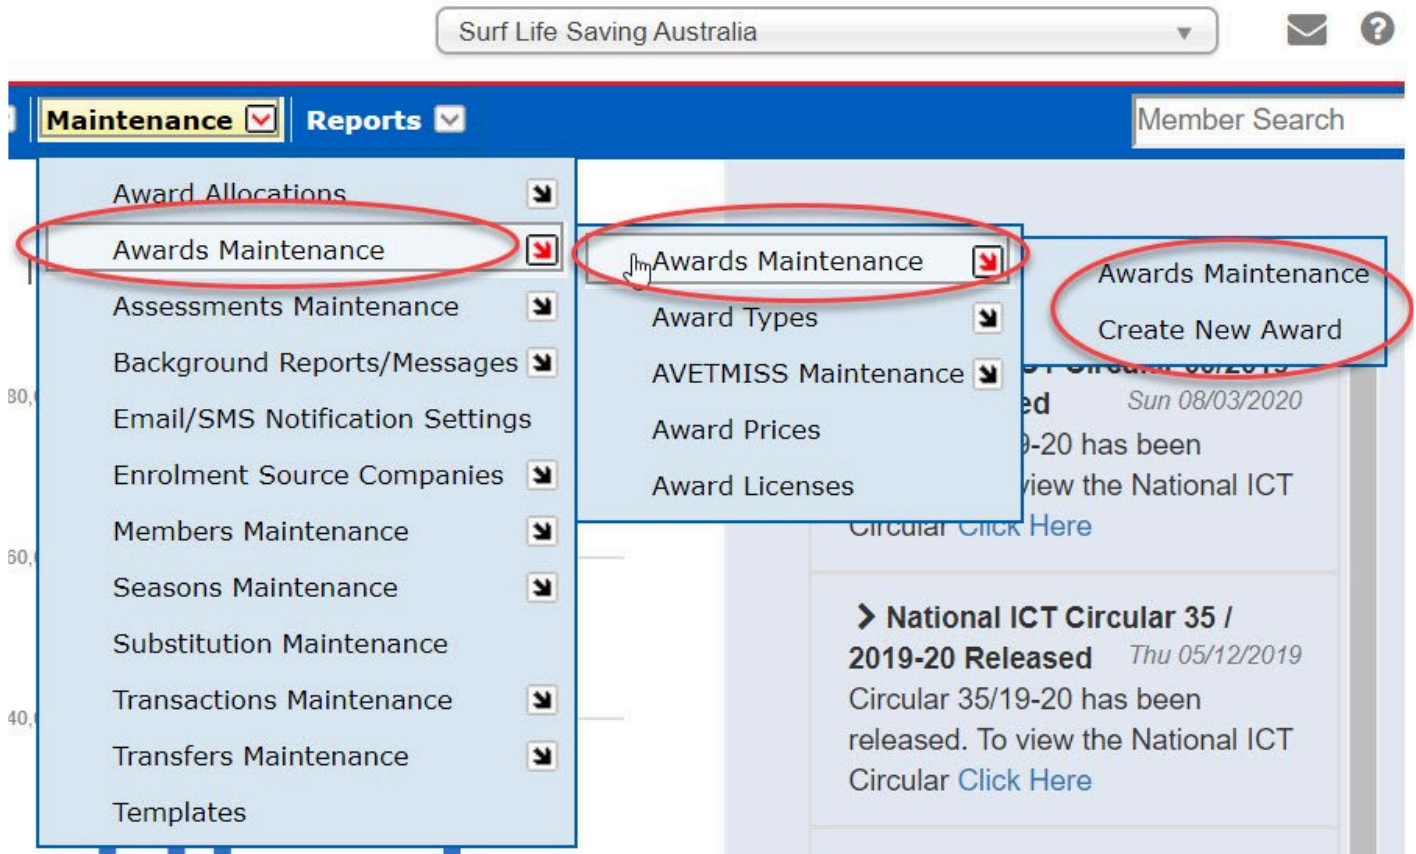 Surf Life Saving Australia
Maintenance
Reports
Member Search
Award Allocations
Awards Maintenance
Assessments Maintenance
Background Reports/Messages
Email/SMS Notification Settings
Enrolment Source Companies
Members Maintenance
Seasons Maintenance
Substitution Maintenance
Transactions Maintenance
Transfers Maintenance
Templates
Awards Maintenance
Award Types
AVETMISS Maintenance
Award Prices
Award Licenses
Awards Maintenance
Create New Award
Sun 08/03/2020
9-20 has been
view the National ICT
Circular Click Here
National ICT Circular 35 /
2019-20 Released Thu 05/12/2019
Circular 35/19-20 has been
released. To view the National ICT
Circular Click Here